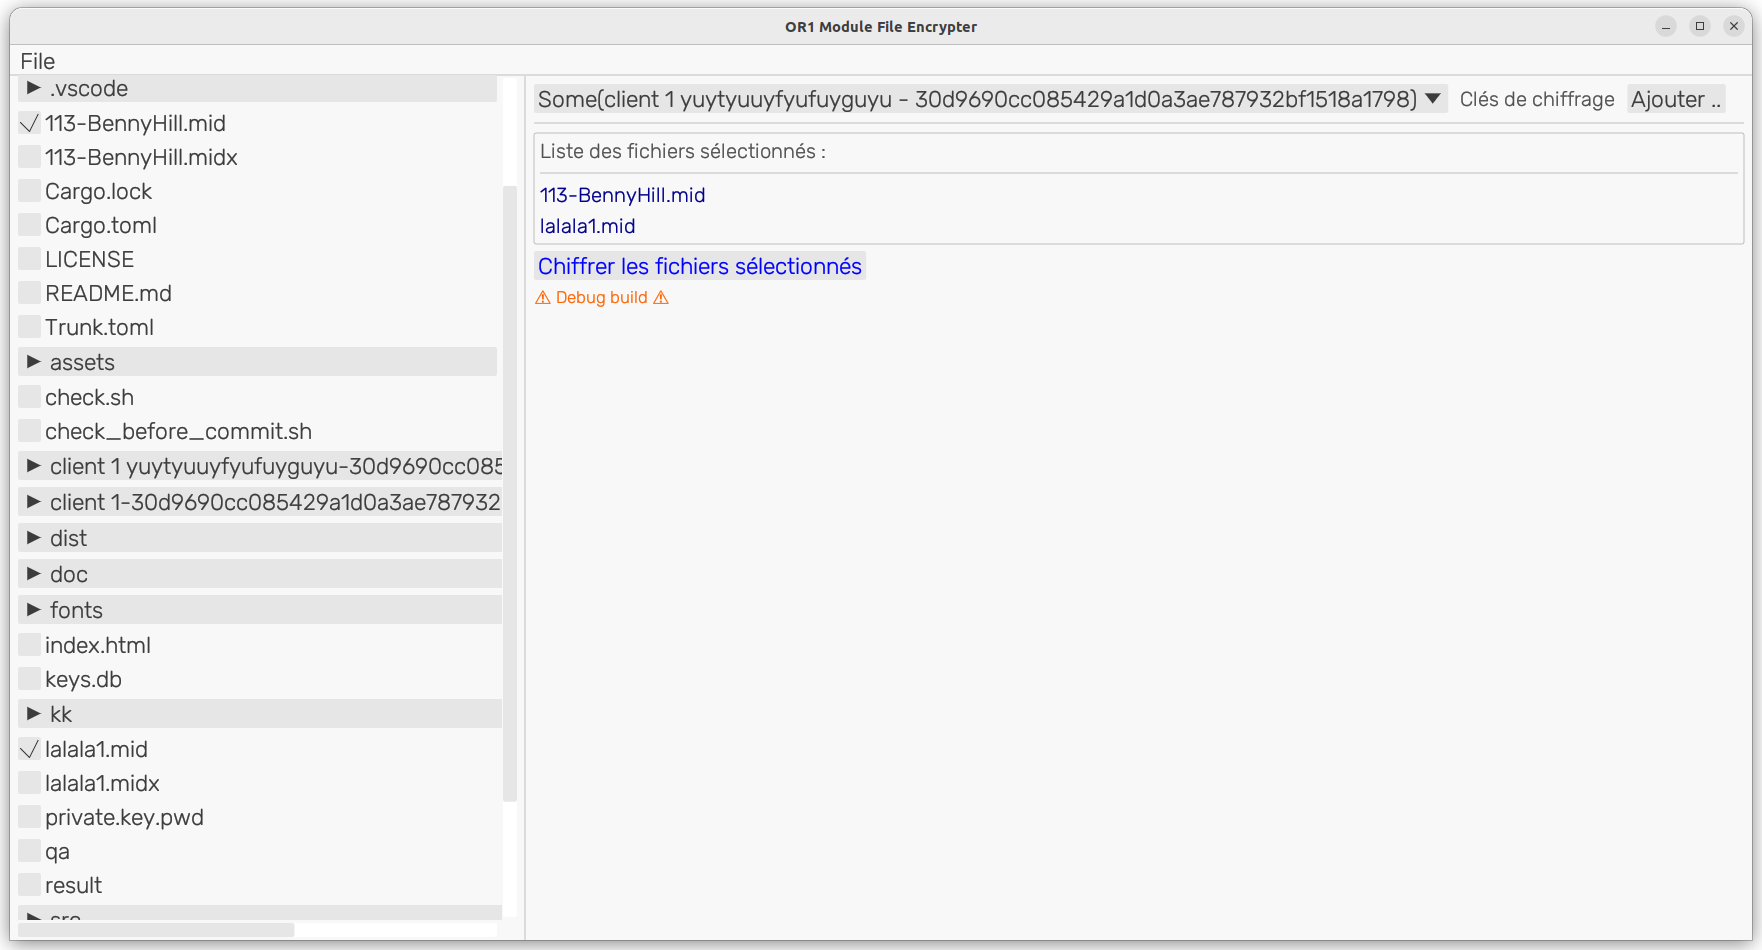 OR1 Module File Encrypter
File
.vscode
113-BennyHill.mid
113-BennyHill.midx
Cargo.lock
Cargo.toml
LICENSE
README.md
Trunk.toml
assets
check.sh
check_before_commit.sh
client 1 yuytyuuyfyufuyguyu-30d9690cc085
client 1-30d9690cc085429a1d0a3ae787932
dist
doc
fonts
index.html
keys.db
kk
lalala1.mid
lalala1.midx
private.key.pwd
qa
result
src
Some(client 1 yuytyuuyfyufuyguyu - 30d9690cc085429a1d0a3ae787932bf1518a1798) Clés de chiffrage Ajouter ..
Liste des fichiers sélectionnés :
113-BennyHill.mid
lalala1.mid
Chiffrer les fichiers sélectionnés
⚠ Debug build ⚠